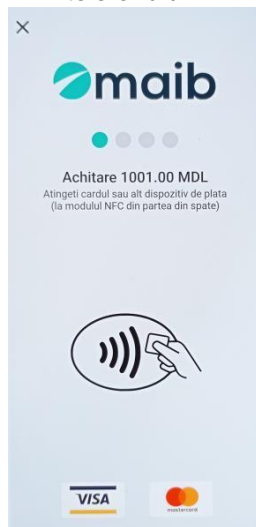 maib
Achitare 1001.00 MDL
Atingeti cardul sau alt dispozitiv de plata
(la modulul NFC din partea din spate)
VISA
mastercard